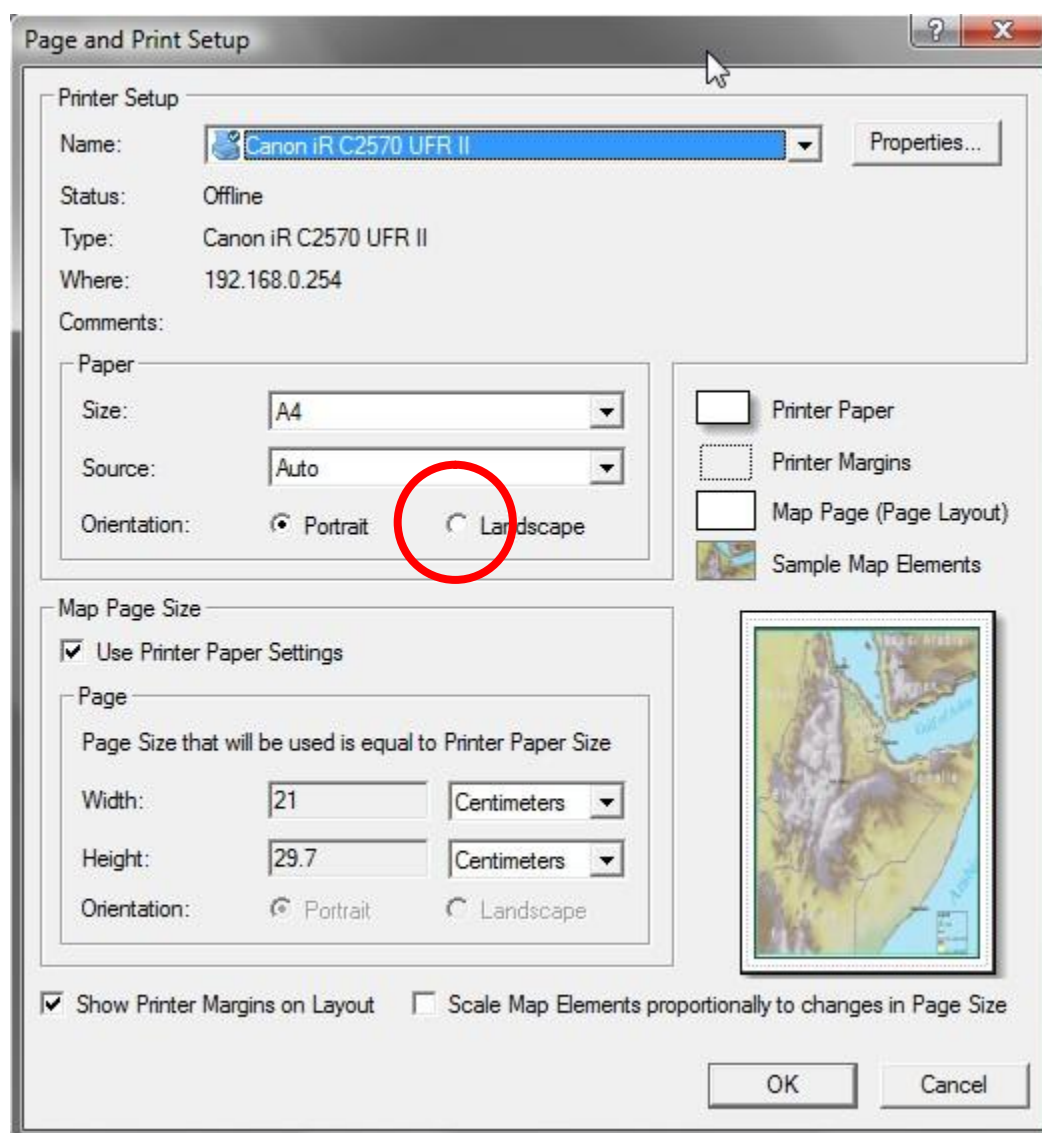 Page and Print Setup
Printer Setup
Name: Canon iR C2570 UFR II Properties...
Status: Offline
Type: Canon iR C2570 UFR II
Where: 192.168.0.254
Comments:
Paper
Size: A4
Source: Auto
Orientation: Portrait Landscape
Printer Paper
Printer Margins
Map Page (Page Layout)
Sample Map Elements
Map Page Size
Use Printer Paper Settings
Page
Page Size that will be used is equal to Printer Paper Size
Width: 21 Centimeters
Height: 29.7 Centimeters
Orientation: Portrait Landscape
Gulf of Aden
Somalia
Show Printer Margins on Layout Scale Map Elements proportionally to changes in Page Size
OK Cancel